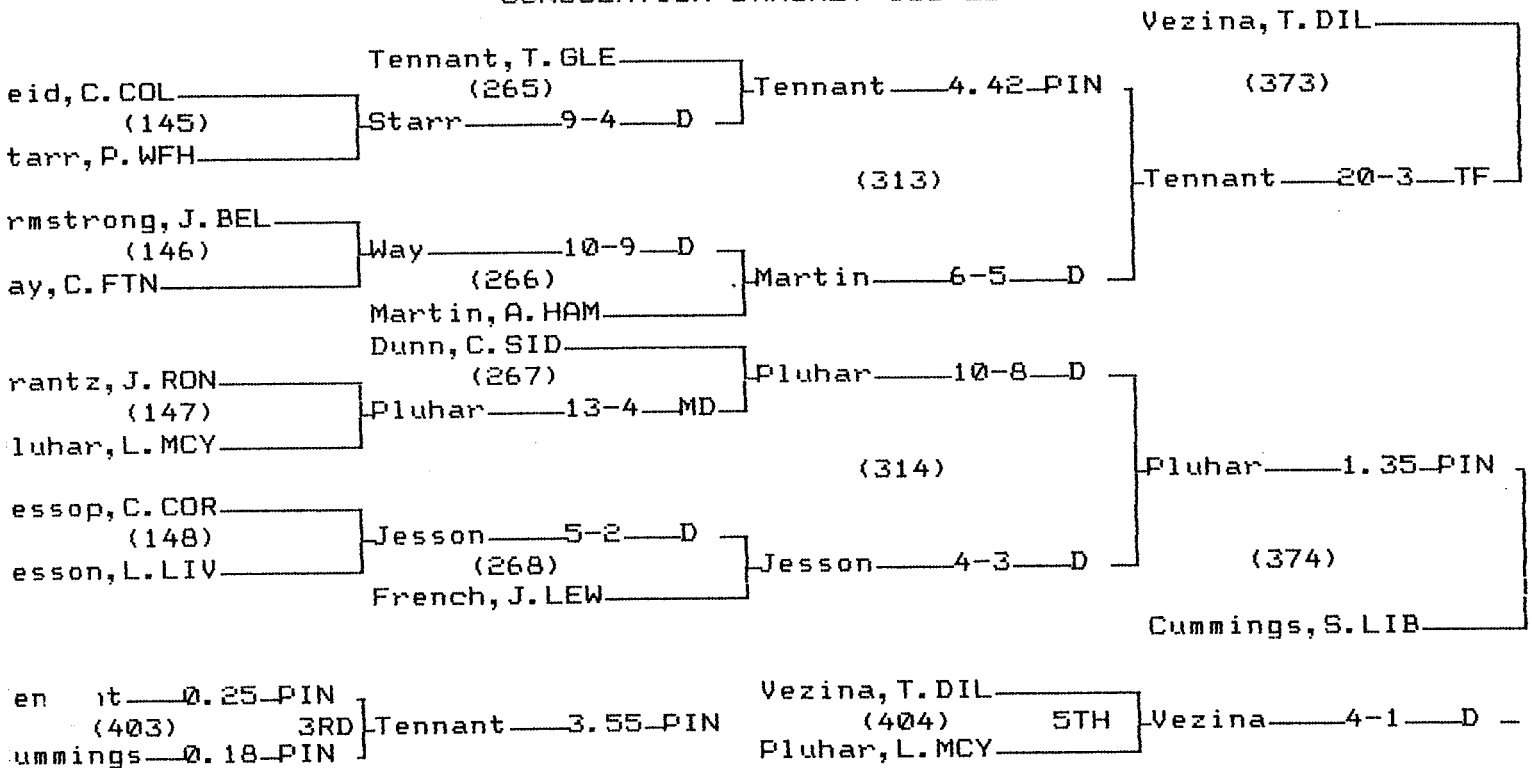 Vezina, T. DIL
Tennant, T. GLE
eid, C. COL (265) Tennant 4.42 PIN (373)
(145) Starr 9-4 D
tarr, P. WFH
(313) Tennant 20-3 TF
rmstrong, J. BEL
(146) Way 10-9 D
ay, C. FTN (266) Martin 6-5 D
Martin, A. HAM
Dunn, C. SID
rantz, J. RON (267) Pluhar 10-8 D
(147) Pluhar 13-4 MD
luhar, L. MCY
(314) Pluhar 1.35 PIN
essop, C. COR
(148) Jesson 5-2 D
esson, L. LIV (268) Jesson 4-3 D (374)
French, J. LEW
Cummings, S. LIB
en t 0.25 PIN Vezina, T. DIL
(403) 3RD Tennant 3.55 PIN (404) 5TH Vezina 4-1 D
ummings 0.18 PIN Pluhar, L. MCY